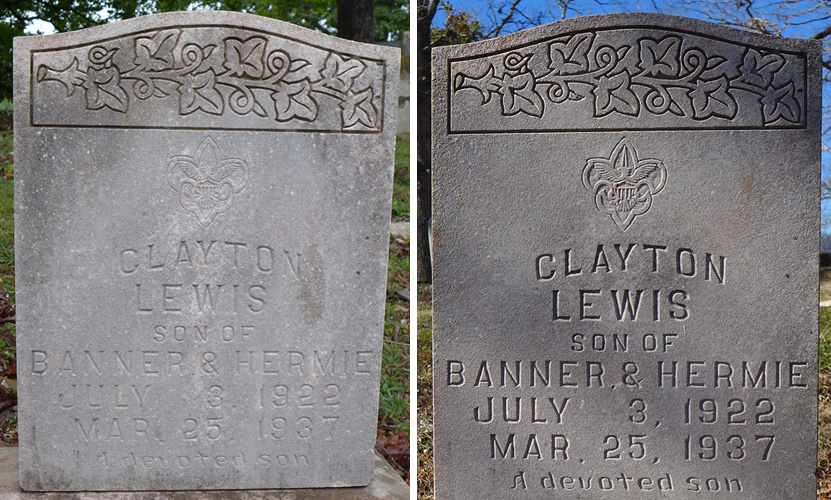 CLAYTON
LEWIS
SON OF
BANNER & HERMIE
JULY 3, 1922
MAR. 25, 1937
A devoted son
CLAYTON
LEWIS
SON OF
BANNER & HERMIE
JULY 3, 1922
MAR. 25, 1937
A devoted son